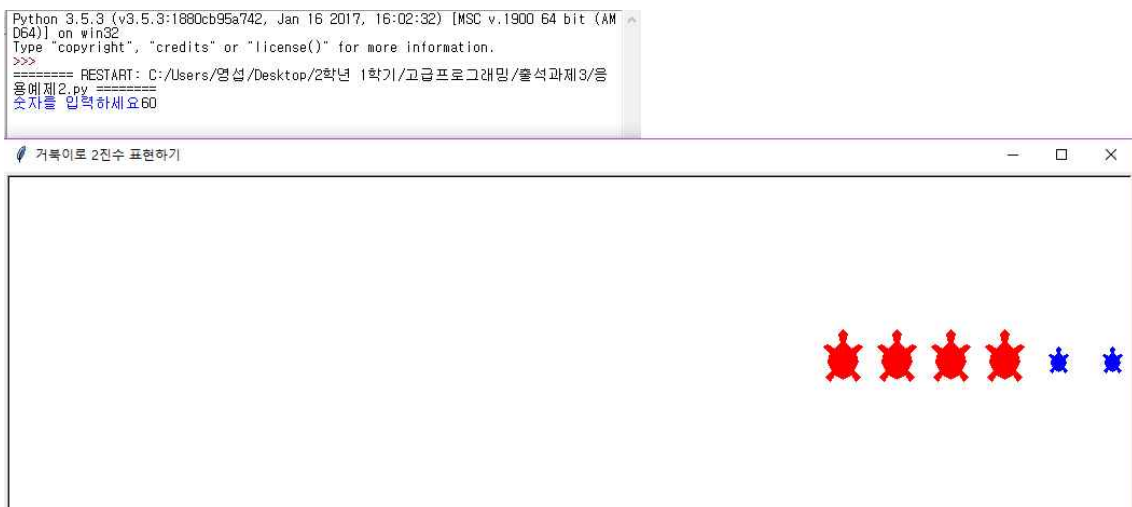 Python 3.5.3 (v3.5.3:1880cb95a742, Jan 16 2017, 16:02:32) [MSC v.1900 64 bit (AM
D64)] on win32
Type "copyright", "credits" or "license()" for more information.
>>>
======== RESTART: C:/Users/영섭/Desktop/2학년 1학기/고급프로그래밍/출석과제3/응
용예제2.py ========
숫자를 입력하세요60
거북이로 2진수 표현하기